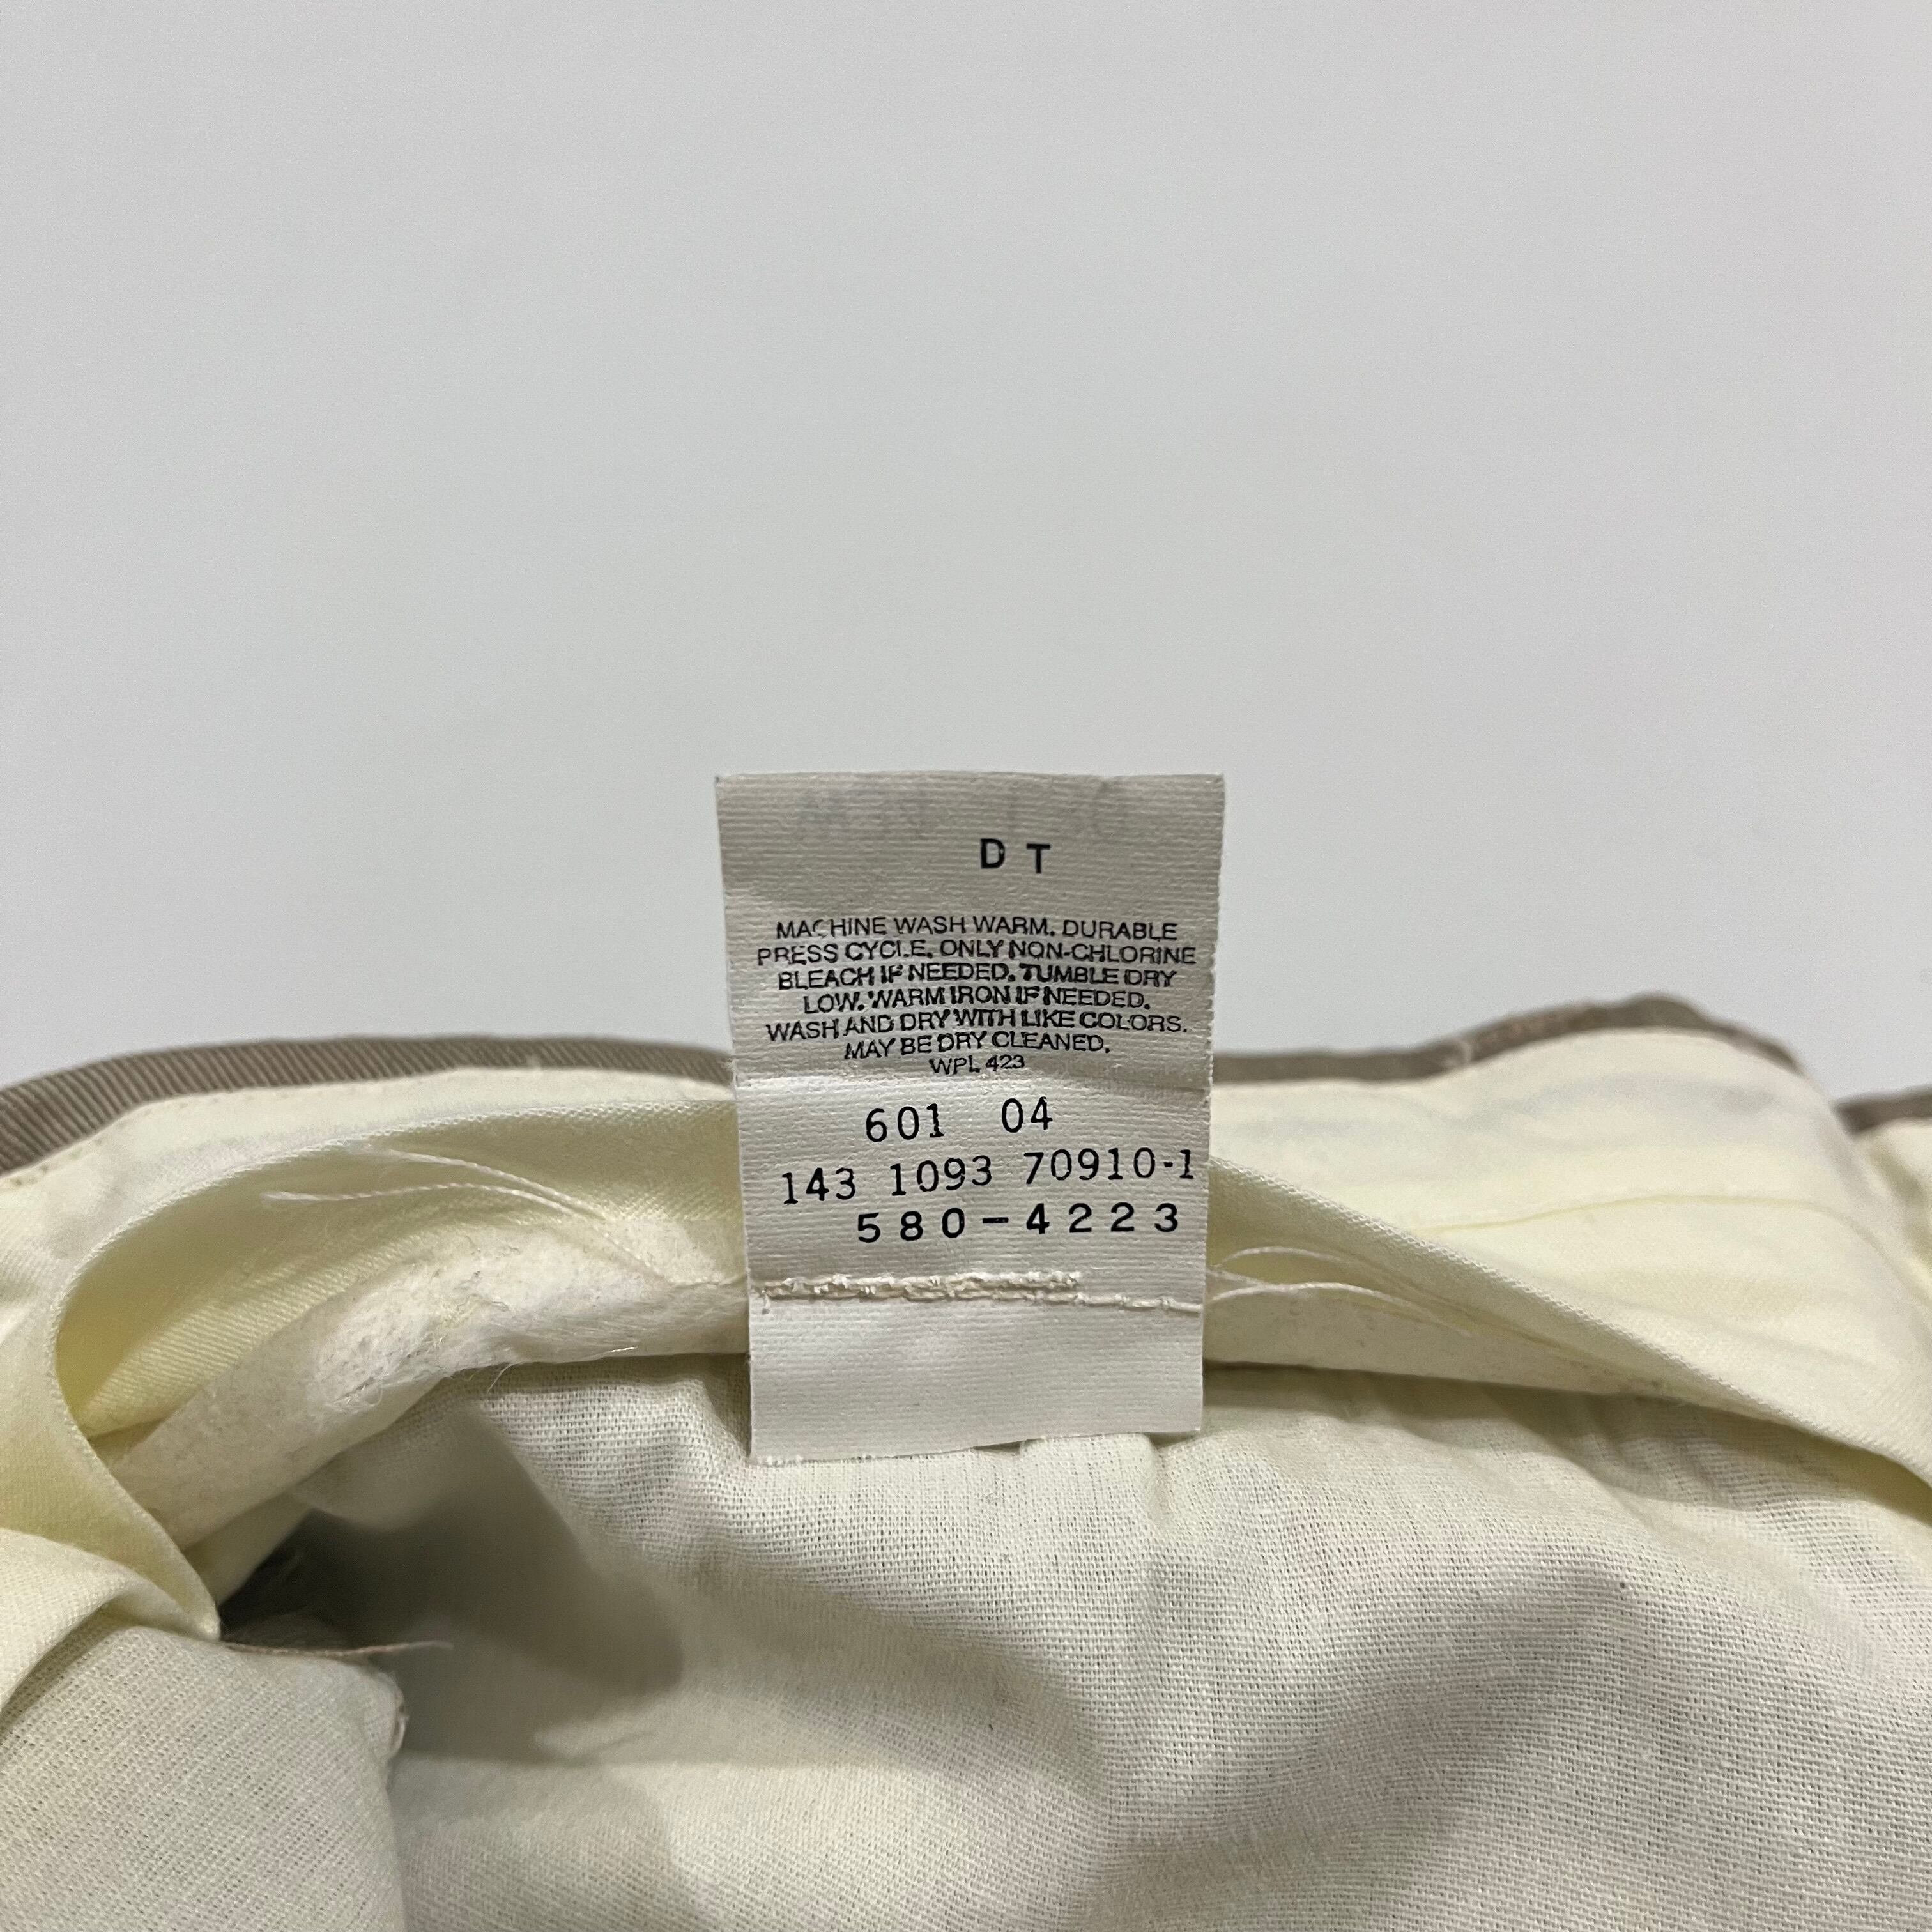 D T
MACHINE WASH WARM. DURABLE
PRESS CYCLE. ONLY NON-CHLORINE
BLEACH IF NEEDED. TUMBLE DRY
LOW. WARM IRON IF NEEDED.
WASH AND DRY WITH LIKE COLORS.
MAY BE DRY CLEANED.
WPL 423
601 04
143 1093 70910-1
580-4223